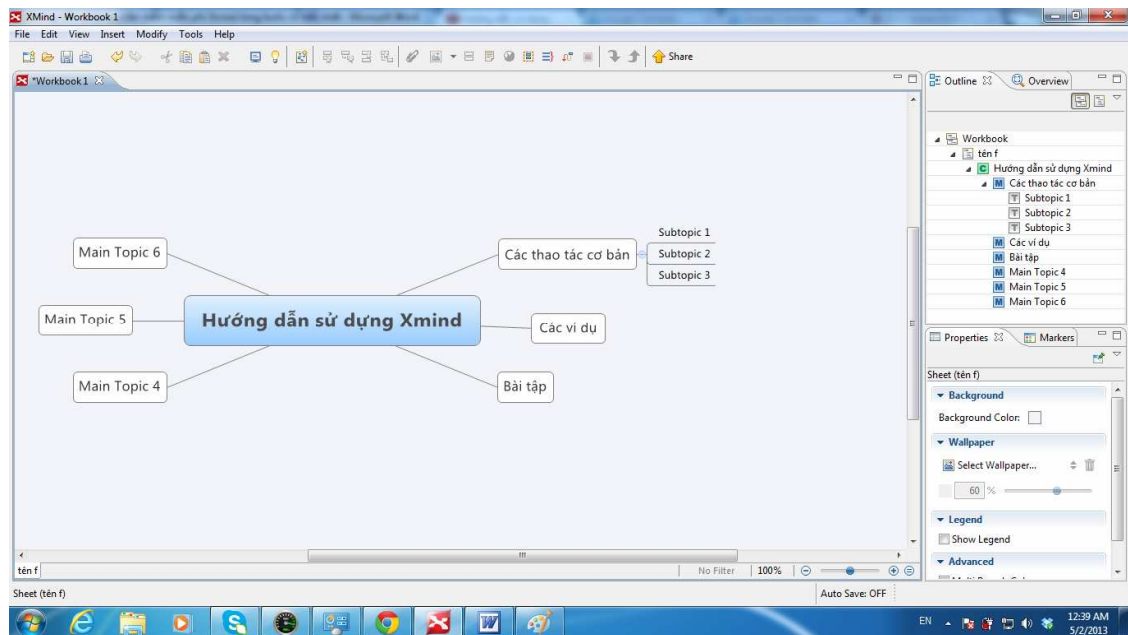 XMind - Workbook 1
File Edit View Insert Modify Tools Help
Share
*Workbook 1
Outline
Overview
Workbook
tên f
Hướng dẫn sử dụng Xmind
Các thao tác cơ bản
Subtopic 1
Subtopic 2
Subtopic 3
Các ví dụ
Bài tập
Main Topic 4
Main Topic 5
Main Topic 6
Main Topic 6
Main Topic 5
Main Topic 4
Hướng dẫn sử dụng Xmind
Các thao tác cơ bản
Subtopic 1
Subtopic 2
Subtopic 3
Các ví dụ
Bài tập
Properties
Markers
Sheet (tên f)
Background
Background Color:
Wallpaper
Select Wallpaper...
60 %
Legend
Show Legend
Advanced
tên f
No Filter
100%
Sheet (tên f)
Auto Save: OFF
EN
12:39 AM
5/2/2013